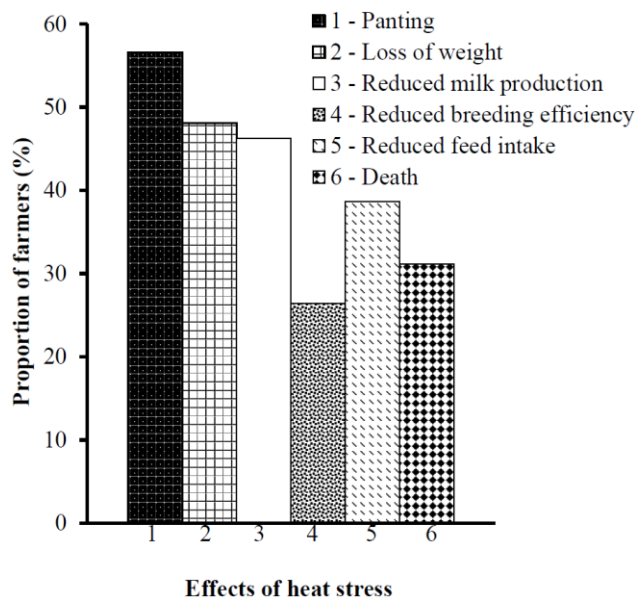 60
50
40
30
20
10
0
Proportion of farmers (%)
1 - Panting
2 - Loss of weight
3 - Reduced milk production
4 - Reduced breeding efficiency
5 - Reduced feed intake
6 - Death
1 2 3 4 5 6
Effects of heat stress